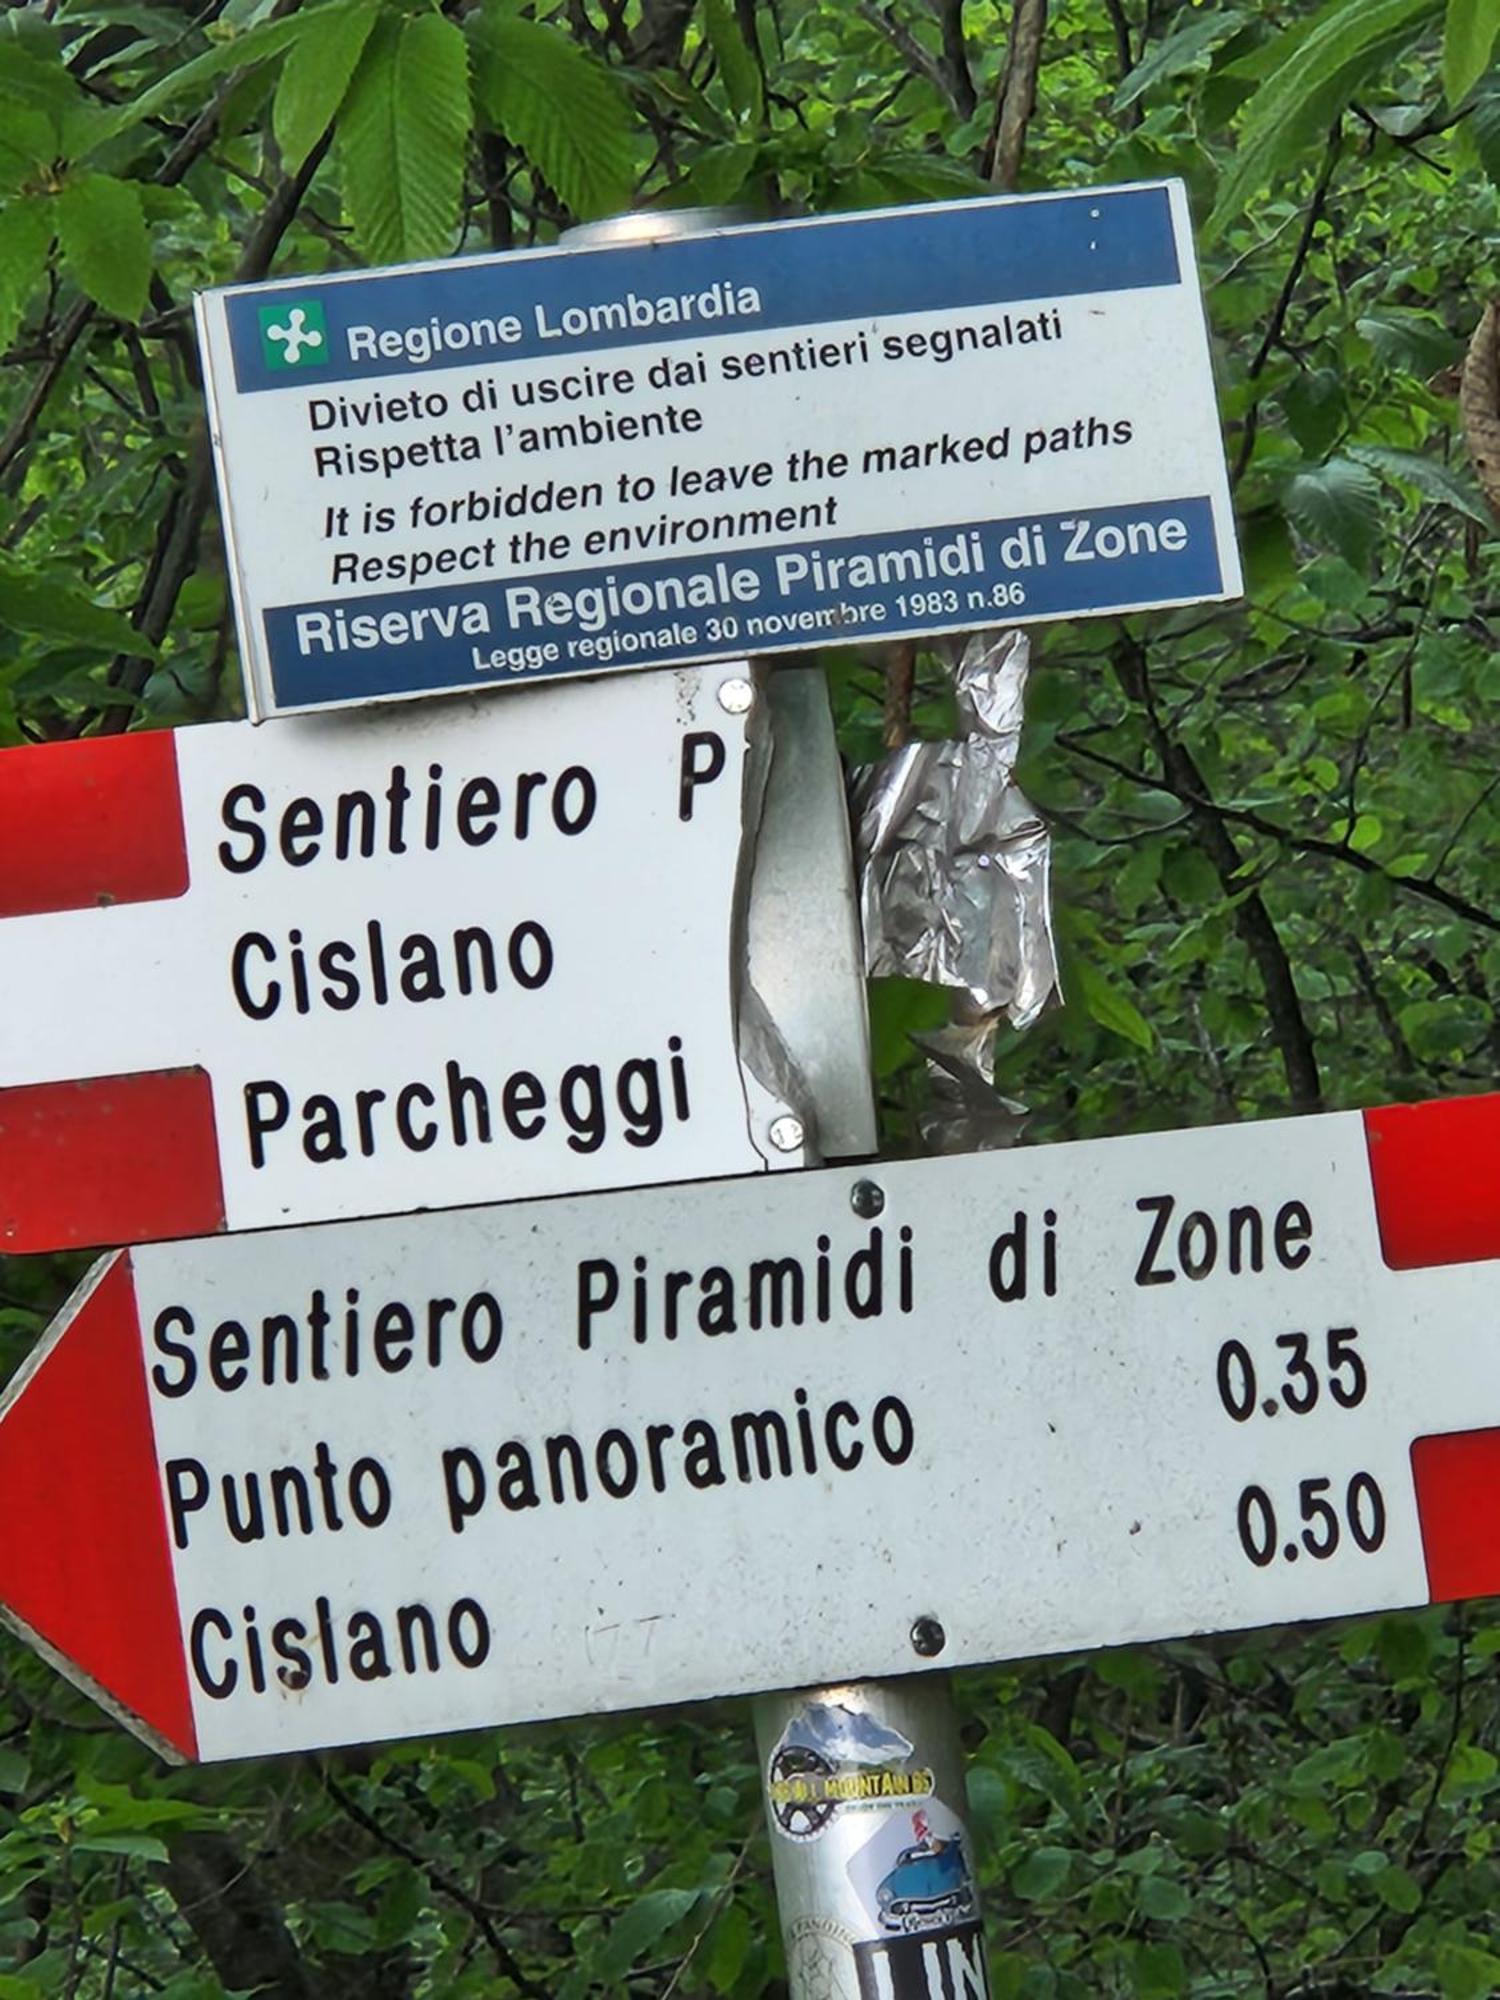 Regione Lombardia
Divieto di uscire dai sentieri segnalati
Rispetta l'ambiente
It is forbidden to leave the marked paths
Respect the environment
Riserva Regionale Piramidi di Zone
Legge regionale 30 novembre 1983 n.86
Sentiero P
Cislano
Parcheggi
Sentiero Piramidi di Zone
Punto panoramico 0.35
Cislano 0.50
MOUNTAIN
LIN